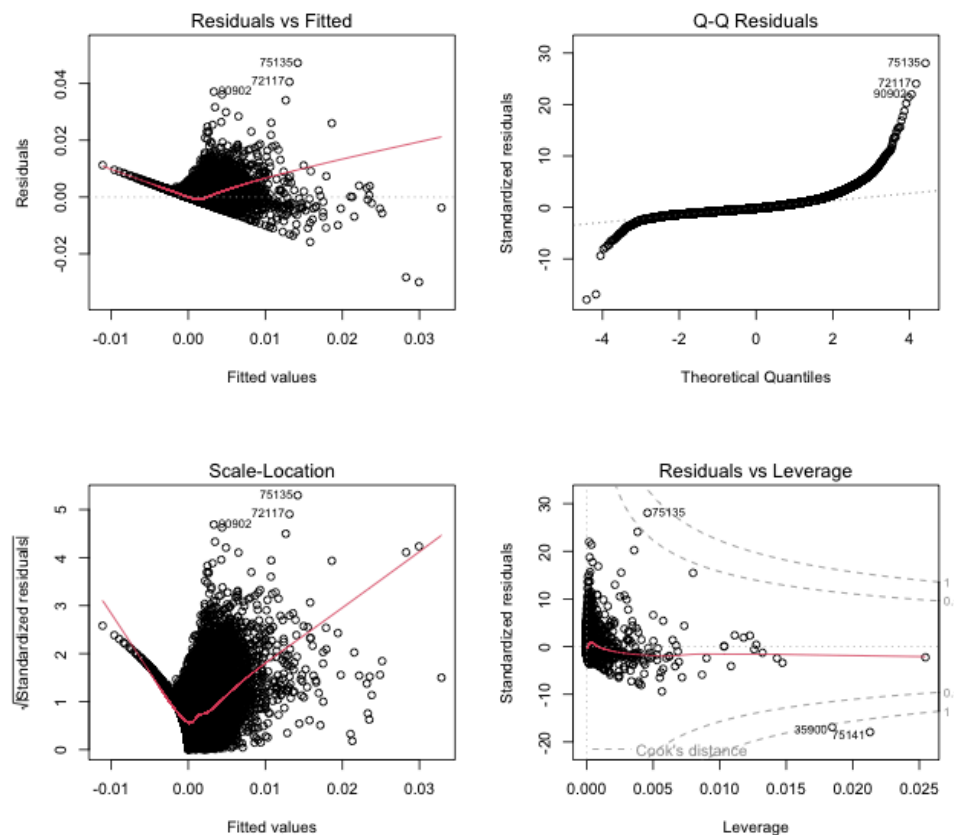 Residuals vs Fitted
75135
72117
90902
Residuals
0.04
0.02
0.00
-0.02
-0.01 0.00 0.01 0.02 0.03
Fitted values
Q-Q Residuals
75135
72117
90902
Standardized residuals
30
20
10
0
-10
-4 -2 0 2 4
Theoretical Quantiles
Scale-Location
75135
72117
90902
√|Standardized residuals|
5
4
3
2
1
0
-0.01 0.00 0.01 0.02 0.03
Fitted values
Residuals vs Leverage
75135
35900
75141
Cook's distance
Standardized residuals
30
20
10
0
-10
-20
1
0.
0.
1
0.000 0.005 0.010 0.015 0.020 0.025
Leverage